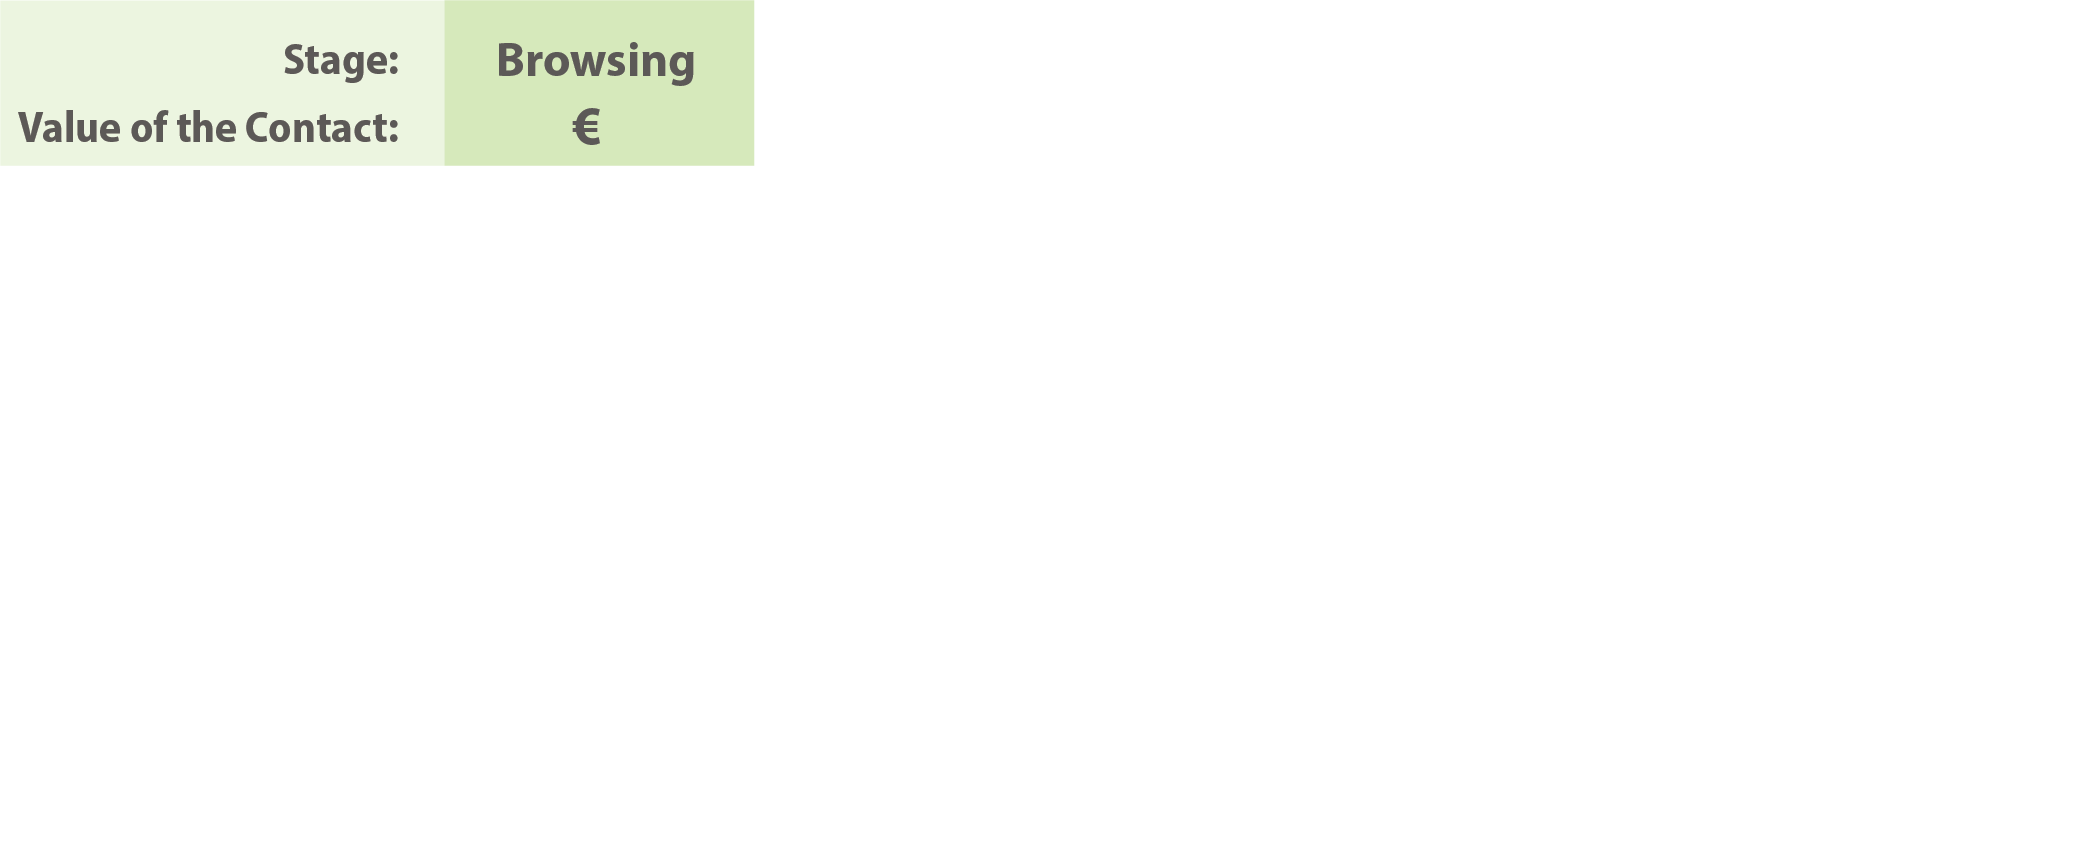 Stage: Browsing
Value of the Contact: €